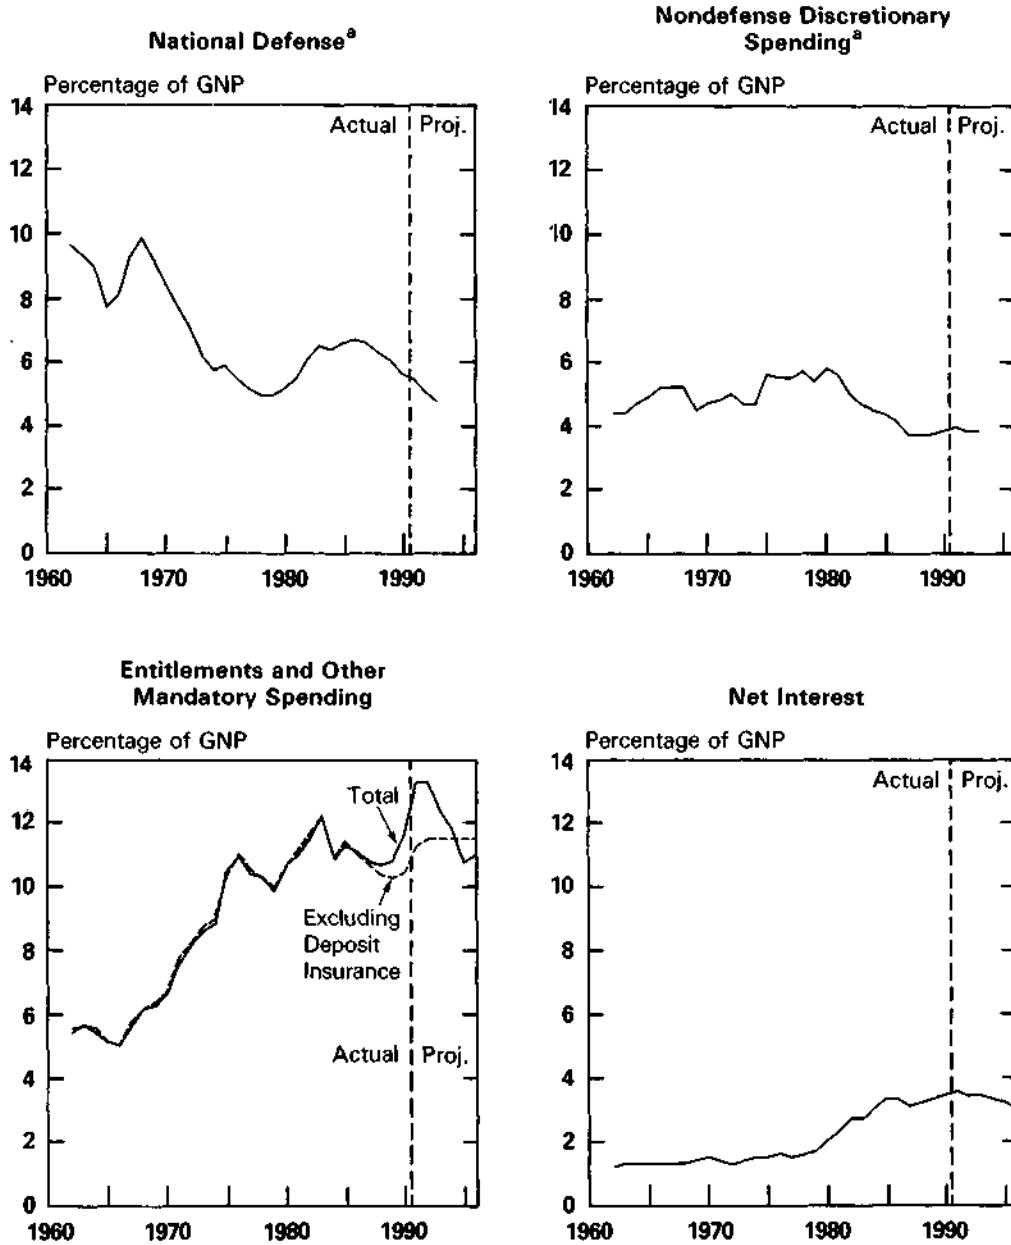 National Defenseª
Percentage of GNP
14
12
10
8
6
4
2
0
Actual Proj.
1960 1970 1980 1990
Nondefense Discretionary
Spendingª
Percentage of GNP
14
12
10
8
6
4
2
0
Actual Proj.
1960 1970 1980 1990
Entitlements and Other
Mandatory Spending
Percentage of GNP
14
12
10
8
6
4
2
0
Total
Excluding
Deposit
Insurance
Actual Proj.
1960 1970 1980 1990
Net Interest
Percentage of GNP
14
12
10
8
6
4
2
0
Actual Proj.
1960 1970 1980 1990